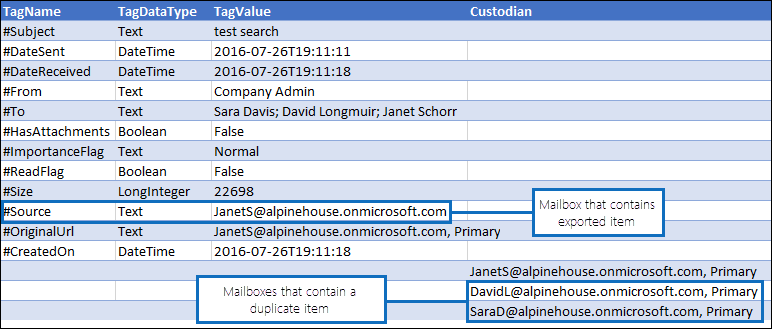 TagName TagDataType TagValue Custodian
#Subject Text test search
#DateSent DateTime 2016-07-26T19:11:11
#DateReceived DateTime 2016-07-26T19:11:18
#From Text Company Admin
#To Text Sara Davis; David Longmuir; Janet Schorr
#HasAttachments Boolean False
#ImportanceFlag Text Normal
#ReadFlag Boolean False
#Size LongInteger 22698
#Source Text JanetS@alpinehouse.onmicrosoft.com
Mailbox that contains
exported item
#OriginalUrl Text JanetS@alpinehouse.onmicrosoft.com, Primary
#CreatedOn DateTime 2016-07-26T19:11:18
JanetS@alpinehouse.onmicrosoft.com, Primary
Mailboxes that contain a
duplicate item
DavidL@alpinehouse.onmicrosoft.com, Primary
SaraD@alpinehouse.onmicrosoft.com, Primary